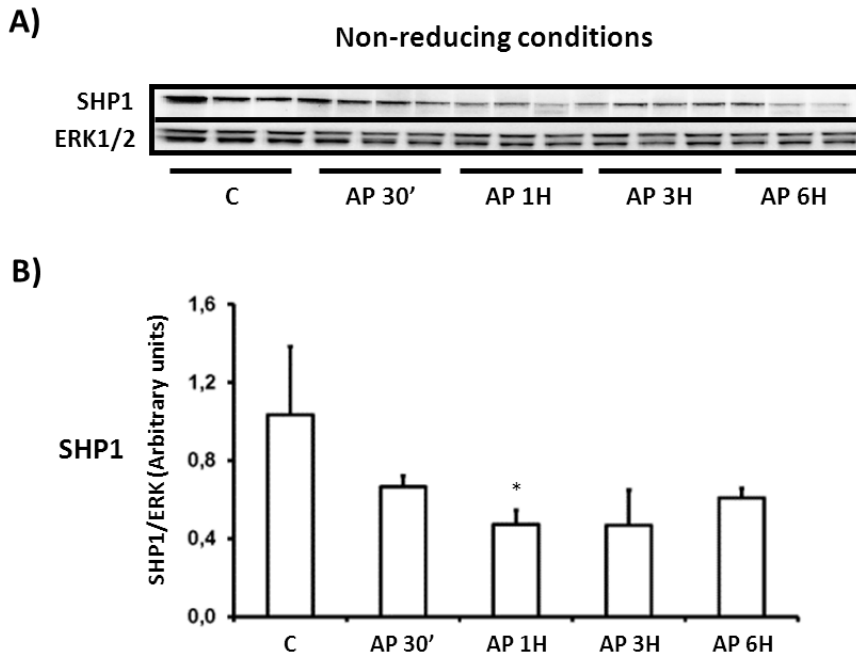 A)
Non-reducing conditions
SHP1
ERK1/2
C AP 30’ AP 1H AP 3H AP 6H
B)
SHP1
SHP1/ERK (Arbitrary units)
1,6
1,2
0,8
0,4
0,0
*
C AP 30’ AP 1H AP 3H AP 6H